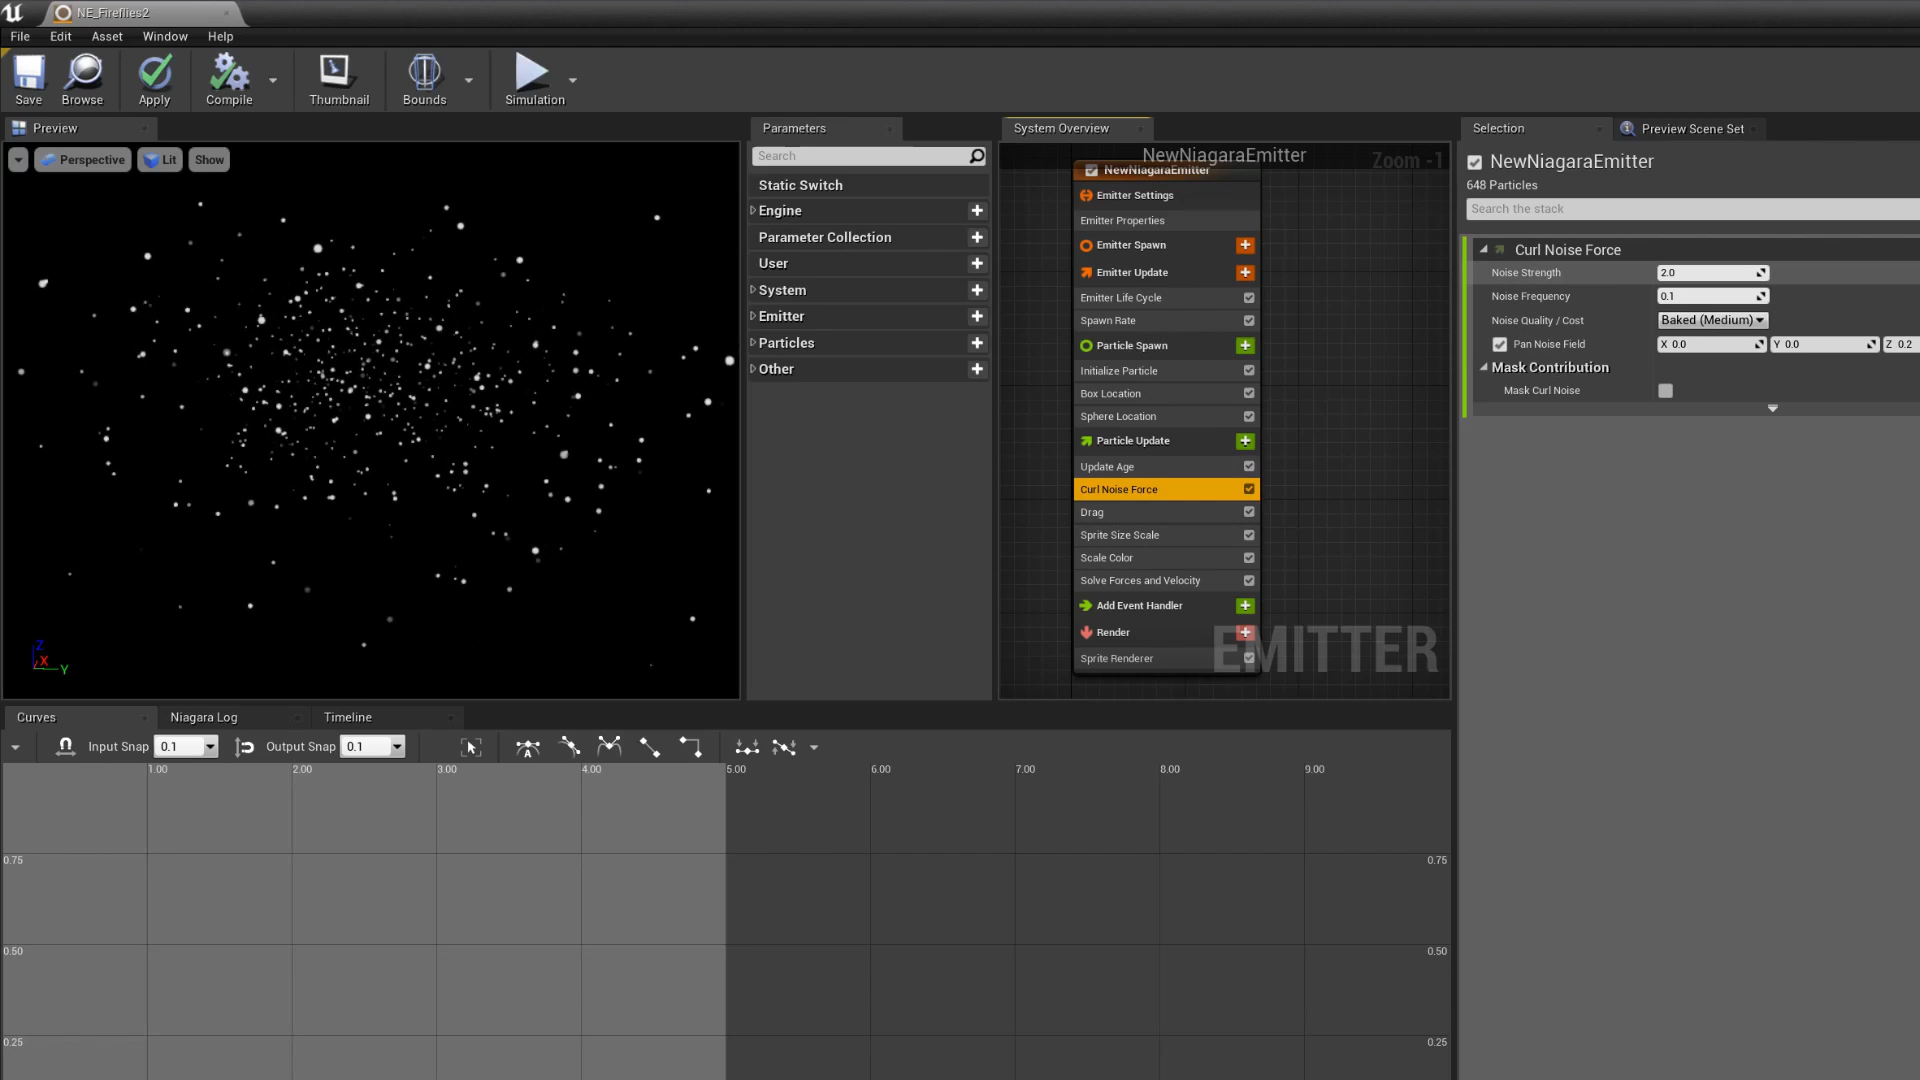 NE_Fireflies2
File Edit Asset Window Help
Save Browse Apply Compile Thumbnail Bounds Simulation
Preview
Perspective Lit Show
Z
X
Y
Parameters
Search
Static Switch
Engine
Parameter Collection
User
System
Emitter
Particles
Other
System Overview
NewNiagaraEmitter
Zoom -1
NewNiagaraEmitter
Emitter Settings
Emitter Properties
Emitter Spawn
Emitter Update
Emitter Life Cycle
Spawn Rate
Particle Spawn
Initialize Particle
Box Location
Sphere Location
Particle Update
Update Age
Curl Noise Force
Drag
Sprite Size Scale
Scale Color
Solve Forces and Velocity
Add Event Handler
Render
Sprite Renderer
EMITTER
Selection Preview Scene Set
NewNiagaraEmitter
648 Particles
Search the stack
Curl Noise Force
Noise Strength 2.0
Noise Frequency 0.1
Noise Quality / Cost Baked (Medium)
Pan Noise Field X 0.0 Y 0.0 Z 0.2
Mask Contribution
Mask Curl Noise
Curves Niagara Log Timeline
Input Snap 0.1 Output Snap 0.1
A
1.00 2.00 3.00 4.00 5.00 6.00 7.00 8.00 9.00
0.75 0.75
0.50 0.50
0.25 0.25